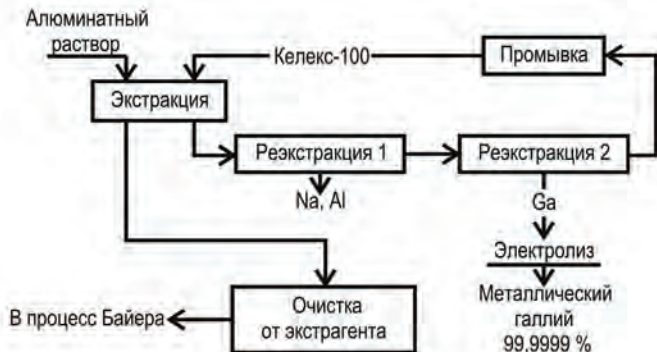 Алюминатный
раствор
Келекс-100
Промывка
Экстракция
Реэкстракция 1
Реэкстракция 2
Na, Al
Ga
Электролиз
Металлический
галлий
99,9999 %
Очистка
от экстрагента
В процесс Байера